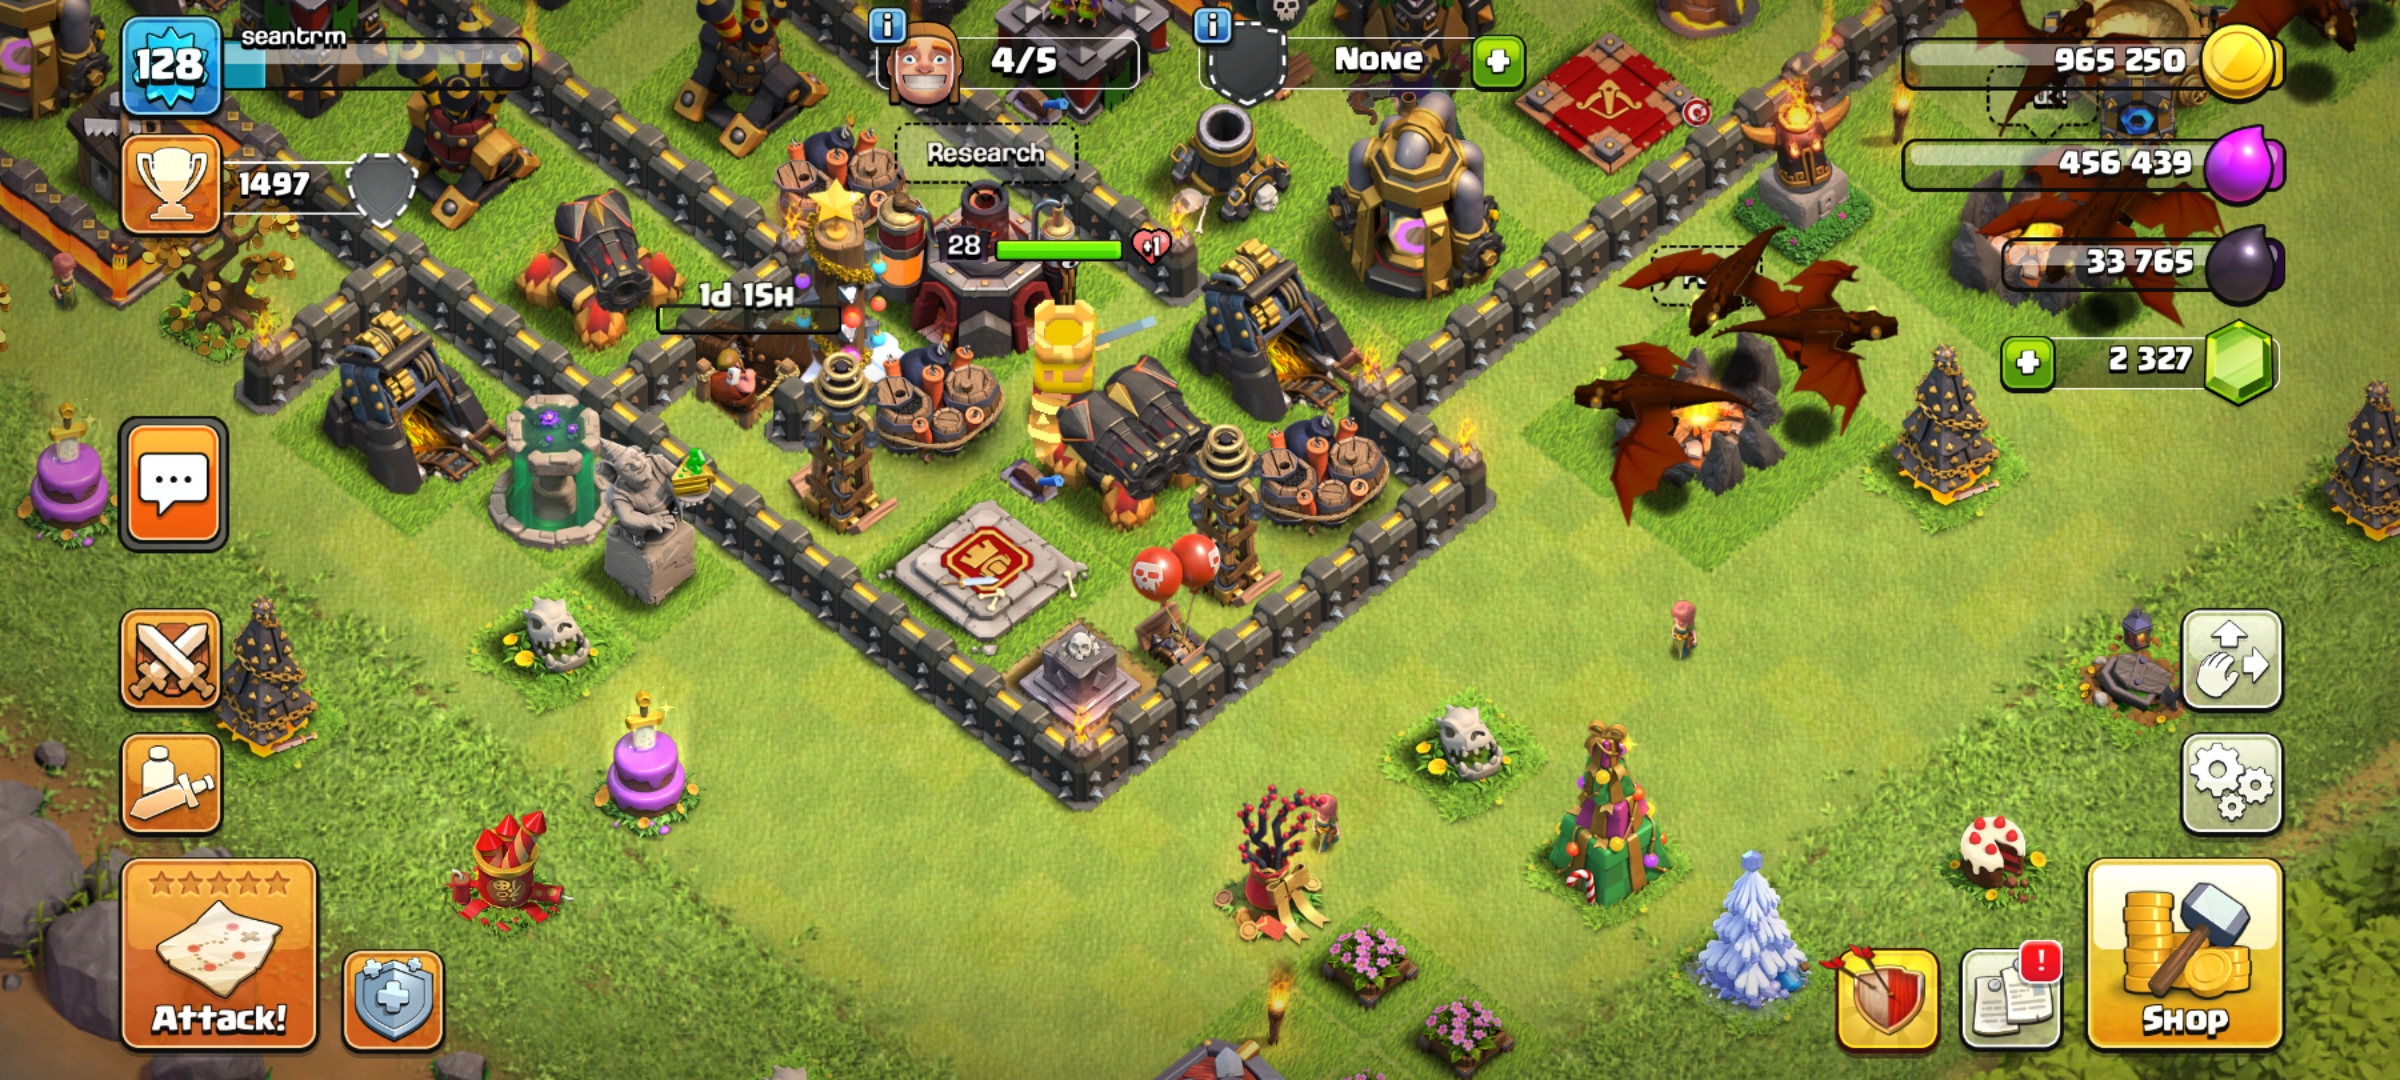 128
seantrm
4/5
None
965 250
Research
456 439
1497
28
+1
33 765
1d 15h
2 327
Attack!
!
Shop